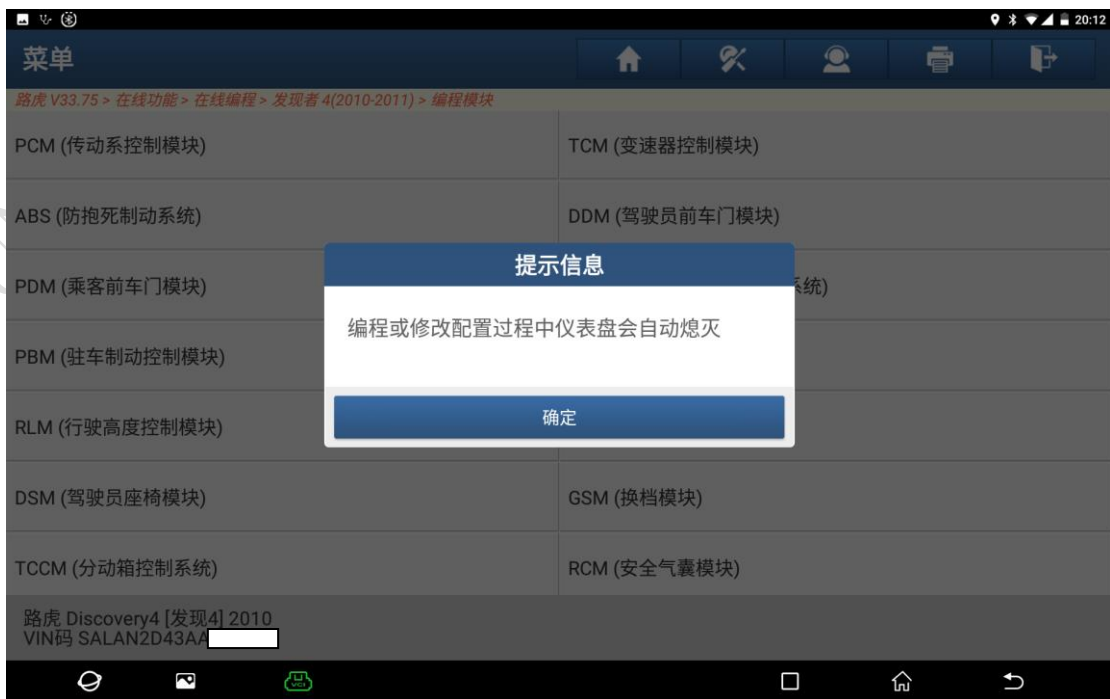 20:12
菜单
路虎 V33.75 > 在线功能 > 在线编程 > 发现者 4(2010-2011) > 编程模块
PCM (传动系控制模块)
TCM (变速器控制模块)
ABS (防抱死制动系统)
DDM (驾驶员前车门模块)
PDM (乘客前车门模块)
系统)
提示信息
编程或修改配置过程中仪表盘会自动熄灭
确定
PBM (驻车制动控制模块)
RLM (行驶高度控制模块)
DSM (驾驶员座椅模块)
GSM (换档模块)
TCCM (分动箱控制系统)
RCM (安全气囊模块)
路虎 Discovery4 [发现4] 2010
VIN码 SALAN2D43AA
VCI